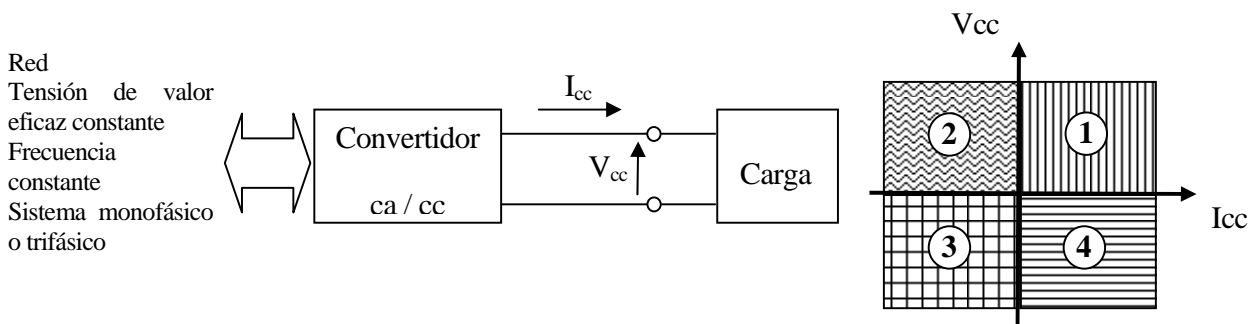 Red
Tensión de valor
eficaz constante
Frecuencia
constante
Sistema monofásico
o trifásico
Convertidor
ca / cc
Icc
Vcc
Carga
Vcc
2
1
3
4
Icc